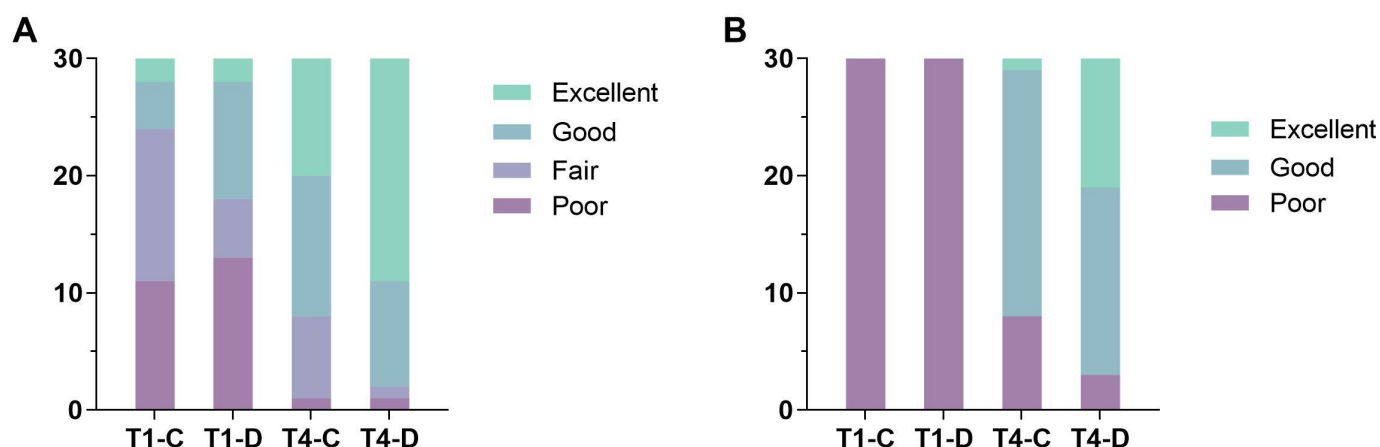 A
30
20
10
0
T1-C T1-D T4-C T4-D
Excellent
Good
Fair
Poor
B
30
20
10
0
T1-C T1-D T4-C T4-D
Excellent
Good
Poor